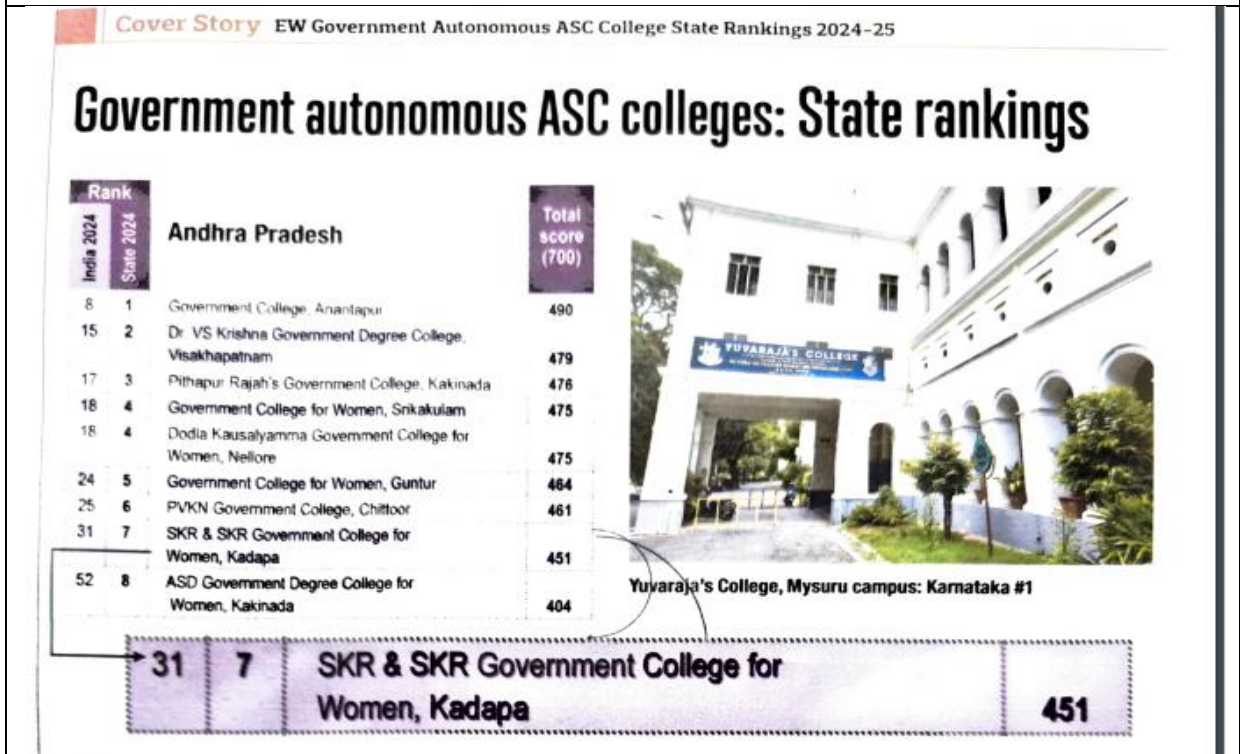 Cover Story EW Government Autonomous ASC College State Rankings 2024-25
Government autonomous ASC colleges: State rankings
Rank
India 2024
State 2024
Andhra Pradesh
Total
score
(700)
8 1 Government College, Anantapur 490
15 2 Dr. VS Krishna Government Degree College,
Visakhapatnam 479
17 3 Pithapur Rajah's Government College, Kakinada 476
18 4 Government College for Women, Srikakulam 475
18 4 Dodla Kausalyamma Government College for
Women, Nellore 475
24 5 Government College for Women, Guntur 464
25 6 PVKN Government College, Chittoor 461
31 7 SKR & SKR Government College for
Women, Kadapa 451
52 8 ASD Government Degree College for
Women, Kakinada 404
YUVARAJA'S COLLEGE
Yuvaraja's College, Mysuru campus: Karnataka #1
31 7 SKR & SKR Government College for
Women, Kadapa 451